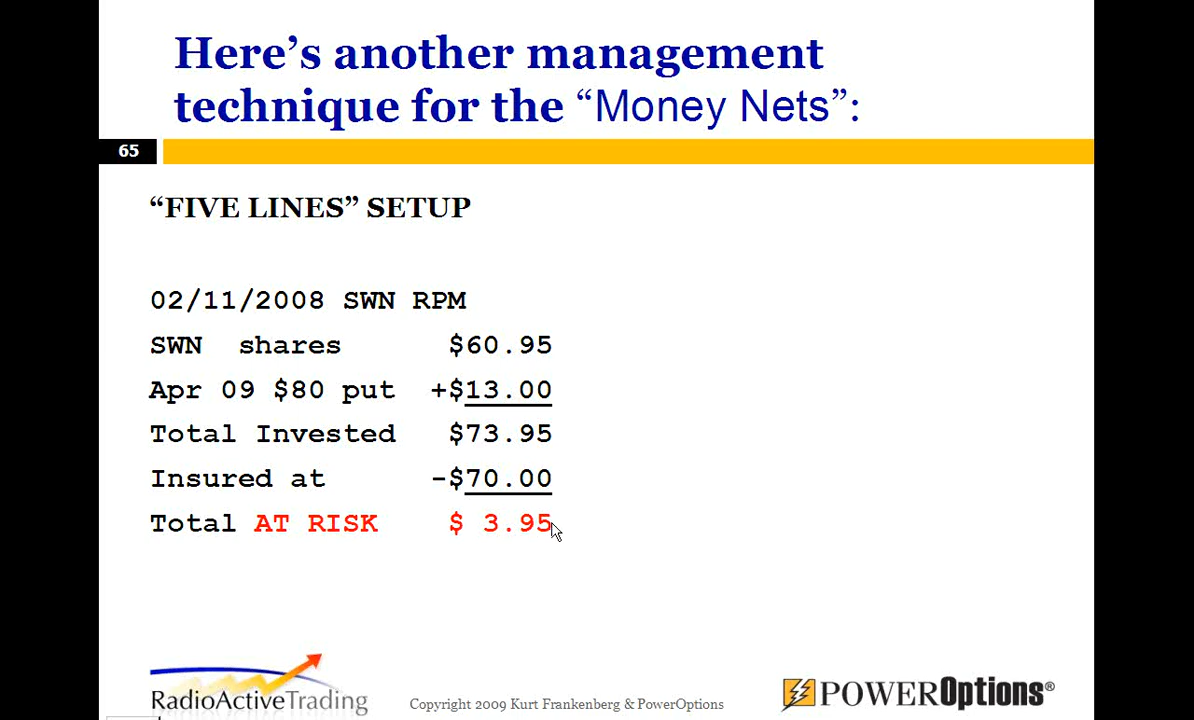 Here’s another management
technique for the “Money Nets”:
65
“FIVE LINES” SETUP
02/11/2008 SWN RPM
SWN shares $60.95
Apr 09 $80 put +$13.00
Total Invested $73.95
Insured at -$70.00
Total AT RISK $ 3.95
RadioActiveTrading
Copyright 2009 Kurt Frankenberg & PowerOptions
POWEROptions®